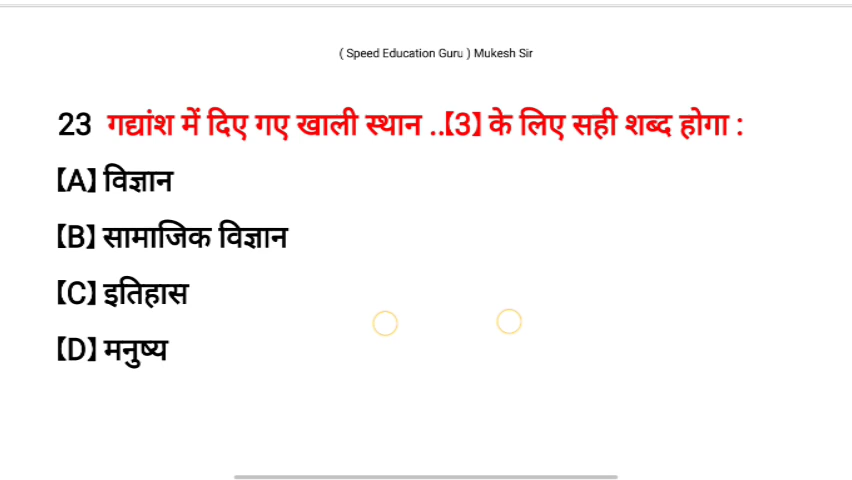 ( Speed Education Guru ) Mukesh Sir
23 गद्यांश में दिए गए खाली स्थान ..【3】 के लिए सही शब्द होगा :
【A】 विज्ञान
【B】 सामाजिक विज्ञान
【C】 इतिहास
【D】 मनुष्य